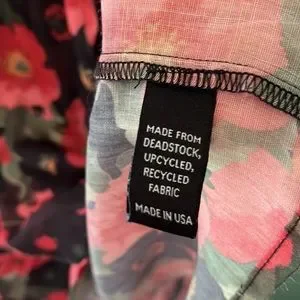 MADE FROM
DEADSTOCK,
UPCYCLED,
RECYCLED
FABRIC
MADE IN USA